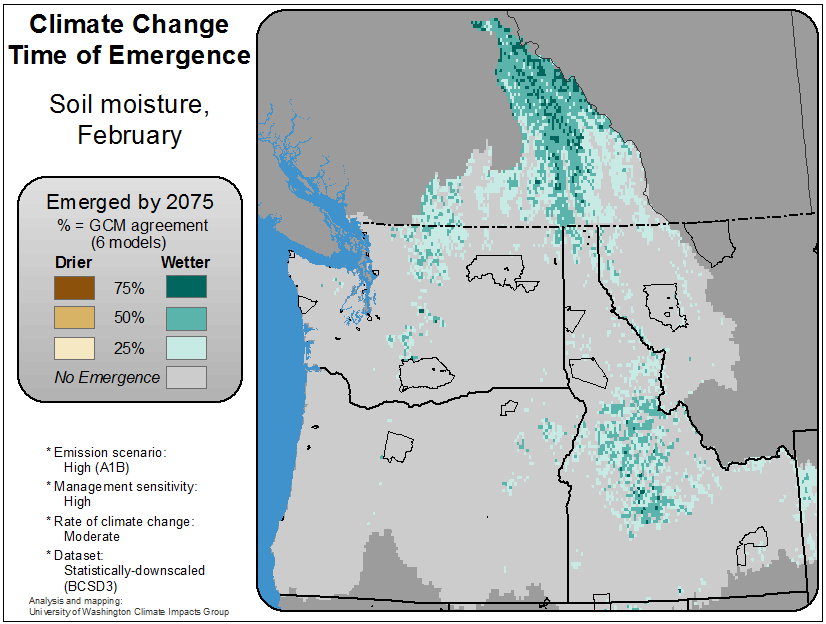 Climate Change
Time of Emergence
Soil moisture,
February
Emerged by 2075
% = GCM agreement
(6 models)
Drier Wetter
75%
50%
25%
No Emergence
* Emission scenario:
High (A1B)
* Management sensitivity:
High
* Rate of climate change:
Moderate
* Dataset:
Statistically-downscaled
(BCSD3)
Analysis and mapping:
University of Washington Climate Impacts Group